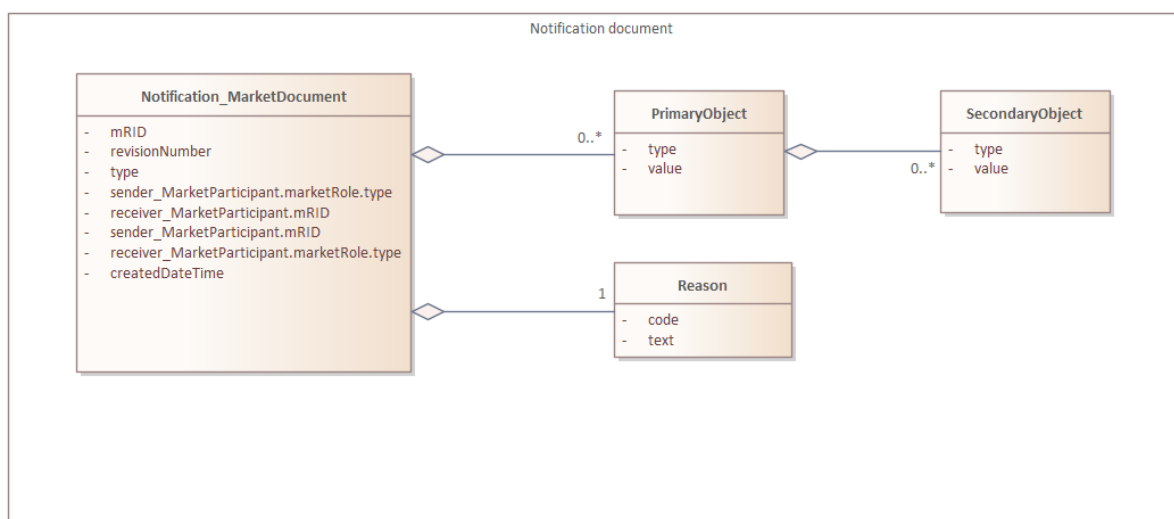 Notification document
Notification_MarketDocument
- mRID
- revisionNumber
- type
- sender_MarketParticipant.marketRole.type
- receiver_MarketParticipant.mRID
- sender_MarketParticipant.mRID
- receiver_MarketParticipant.marketRole.type
- createdDateTime
0..*
PrimaryObject
- type
- value
0..*
SecondaryObject
- type
- value
1
Reason
- code
- text